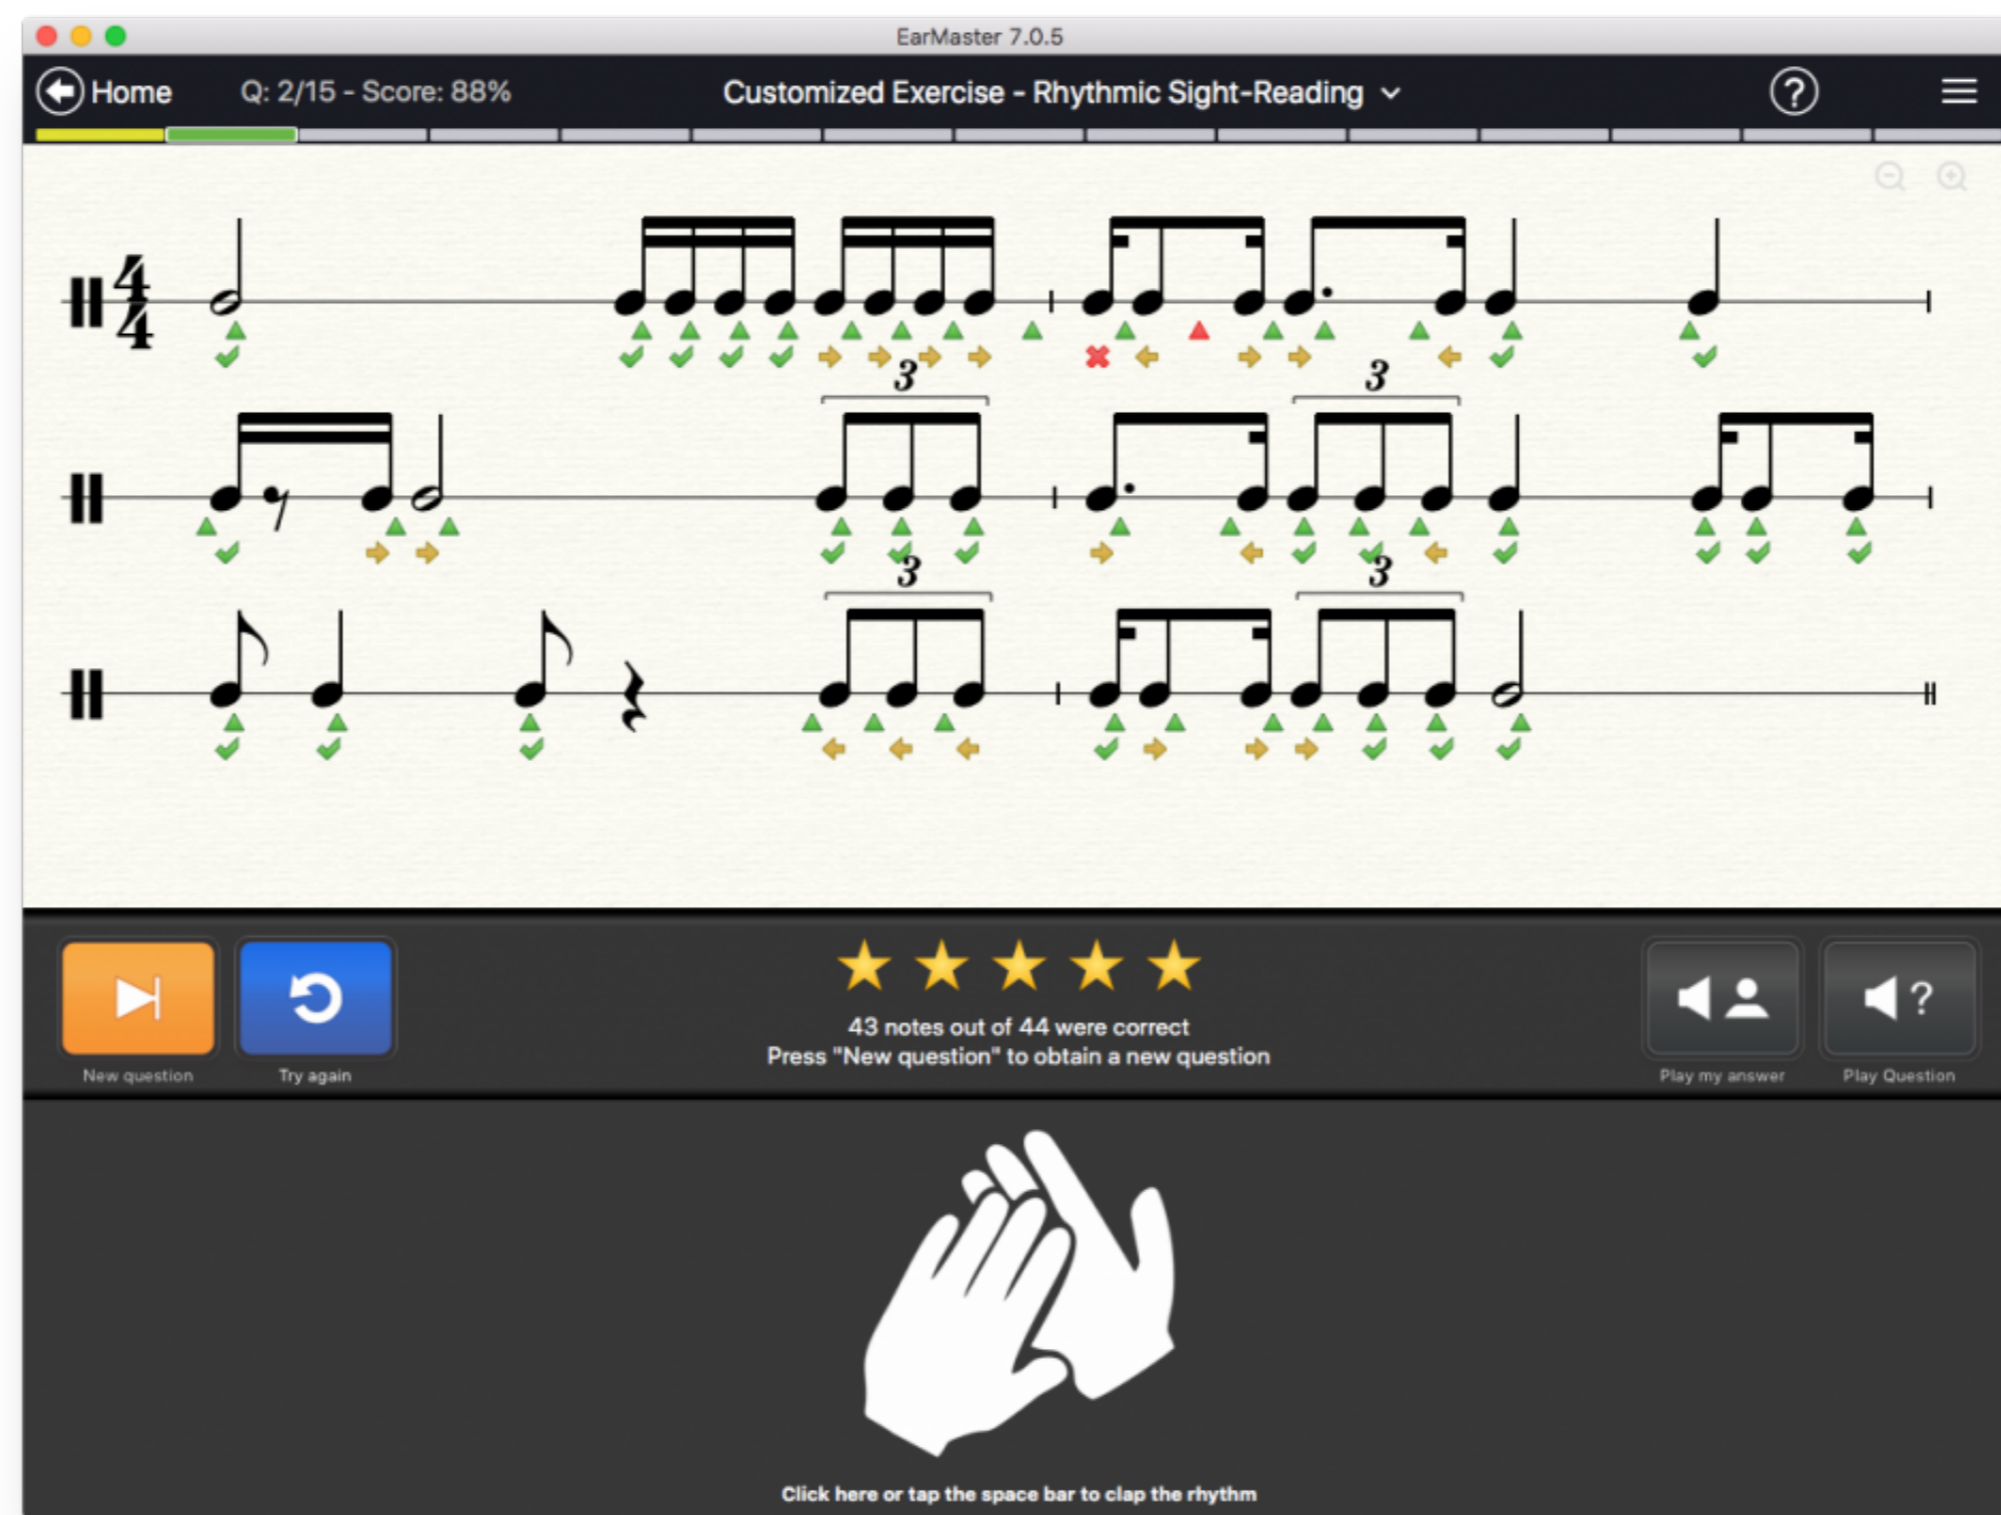 EarMaster 7.0.5
Home
Q: 2/15 - Score: 88%
Customized Exercise - Rhythmic Sight-Reading
?
4
4
3
3
3
3
43 notes out of 44 were correct
Press "New question" to obtain a new question
New question
Try again
?
Play my answer
Play Question
Click here or tap the space bar to clap the rhythm